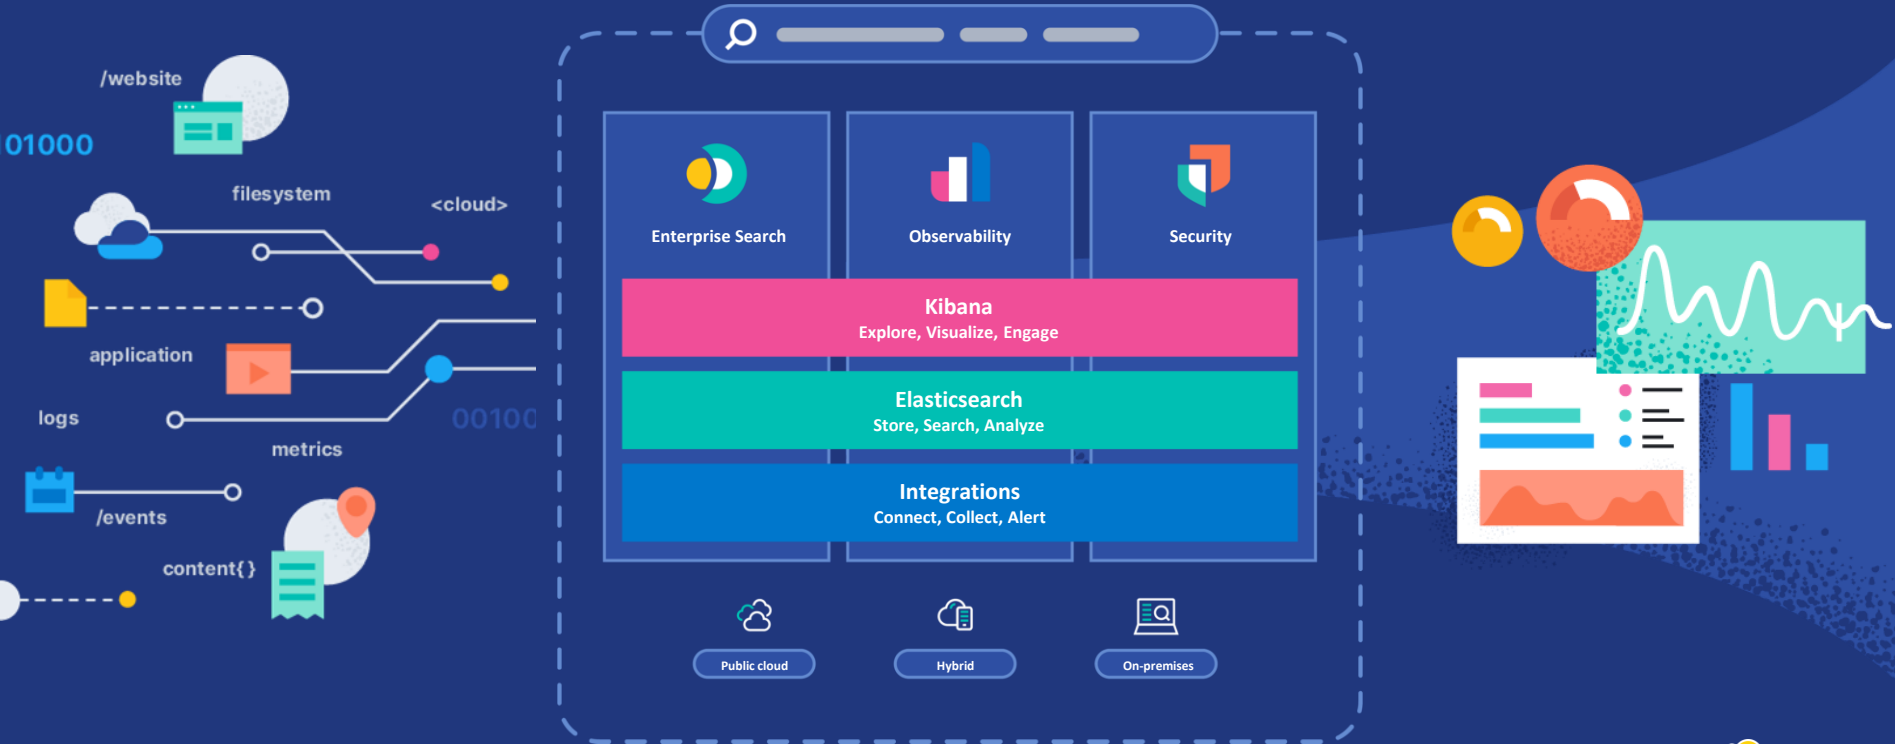 /website
101000
filesystem
<cloud>
application
logs
00100
metrics
/events
content{}
Enterprise Search
Observability
Security
Kibana
Explore, Visualize, Engage
Elasticsearch
Store, Search, Analyze
Integrations
Connect, Collect, Alert
Public cloud
Hybrid
On-premises